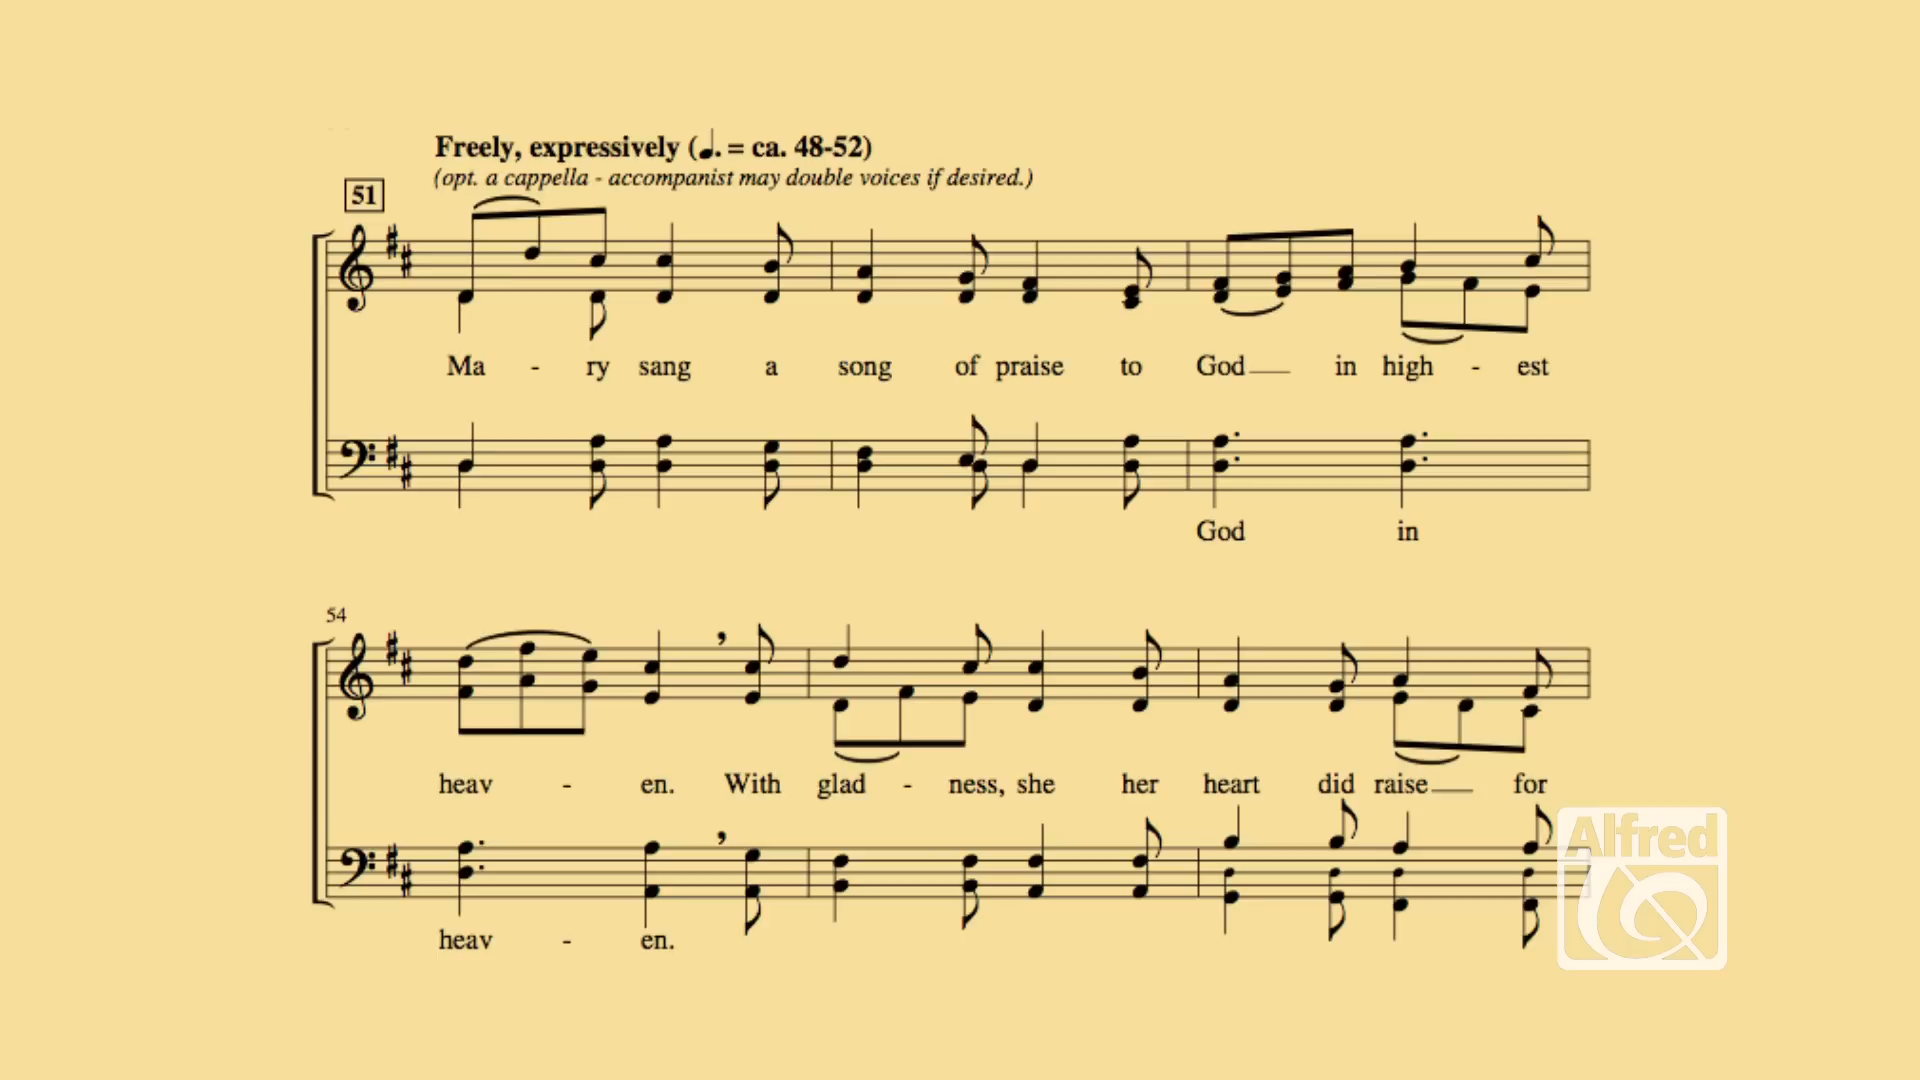 Freely, expressively (♩. = ca. 48-52)
(opt. a cappella - accompanist may double voices if desired.)
51
Ma - ry sang a song of praise to God in high - est
God in
54
heav - en. With glad - ness, she her heart did raise for
heav - en.
Alfred